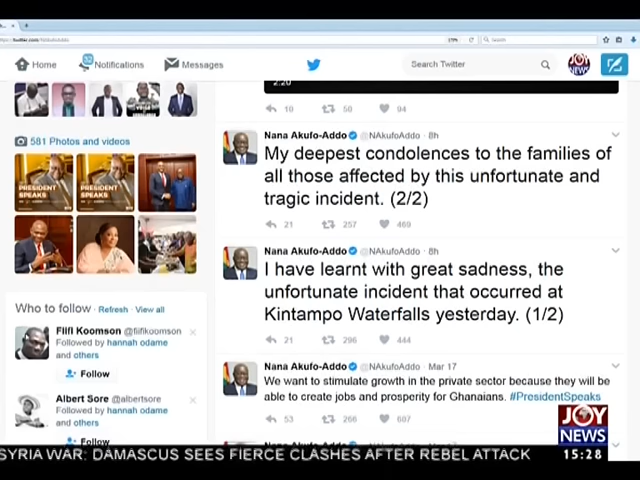 Home
Notifications
Messages
Search Twitter
JOY
NEWS
581 Photos and videos
PRESIDENT
SPEAKS
PRESIDENT
SPEAKS
Who to follow · Refresh · View all
Fiifi Koomson @fiifikoomson
Followed by
hannah odame
and others
Follow
Albert Sore @albertsore
Followed by
hannah odame
and others
Follow
2:20
10 50 94
Nana Akufo-Addo @NAkufoAddo · 8h
My deepest condolences to the families of
all those affected by this unfortunate and
tragic incident. (2/2)
21 257 469
Nana Akufo-Addo @NAkufoAddo · 8h
I have learnt with great sadness, the
unfortunate incident that occurred at
Kintampo Waterfalls yesterday. (1/2)
21 296 444
Nana Akufo-Addo @NAkufoAddo · Mar 17
We want to stimulate growth in the private sector because they will be
able to create jobs and prosperity for Ghanaians. #PresidentSpeaks
53 266 607
JOY
NEWS
SYRIA WAR: DAMASCUS SEES FIERCE CLASHES AFTER REBEL ATTACK
15:28